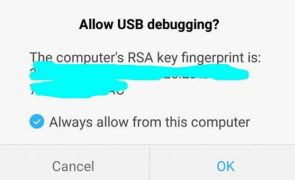 Allow USB debugging?
The computer's RSA key fingerprint is:
Always allow from this computer
Cancel
OK